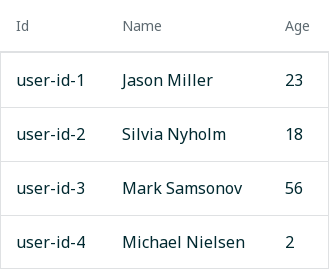 Id Name Age
user-id-1 Jason Miller 23
user-id-2 Silvia Nyholm 18
user-id-3 Mark Samsonov 56
user-id-4 Michael Nielsen 2